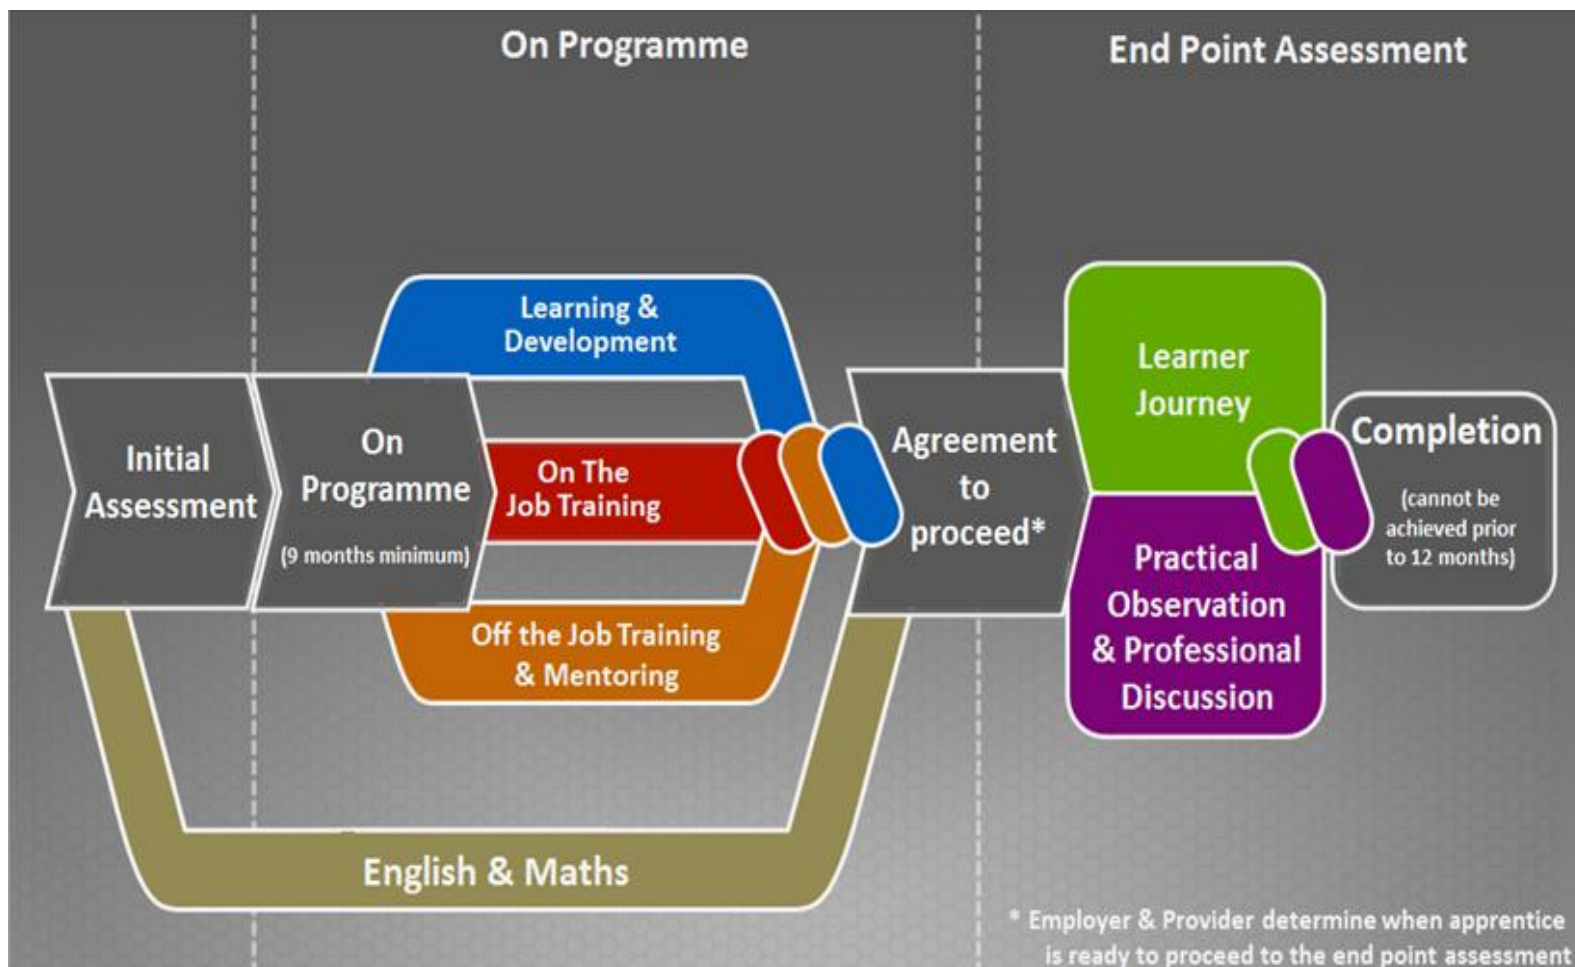 On Programme
End Point Assessment
Initial
Assessment
On
Programme
(9 months minimum)
Learning &
Development
On The
Job Training
Off the Job Training
& Mentoring
English & Maths
Agreement
to
proceed*
Learner
Journey
Practical
Observation
& Professional
Discussion
Completion
(cannot be
achieved prior
to 12 months)
* Employer & Provider determine when apprentice
is ready to proceed to the end point assessment